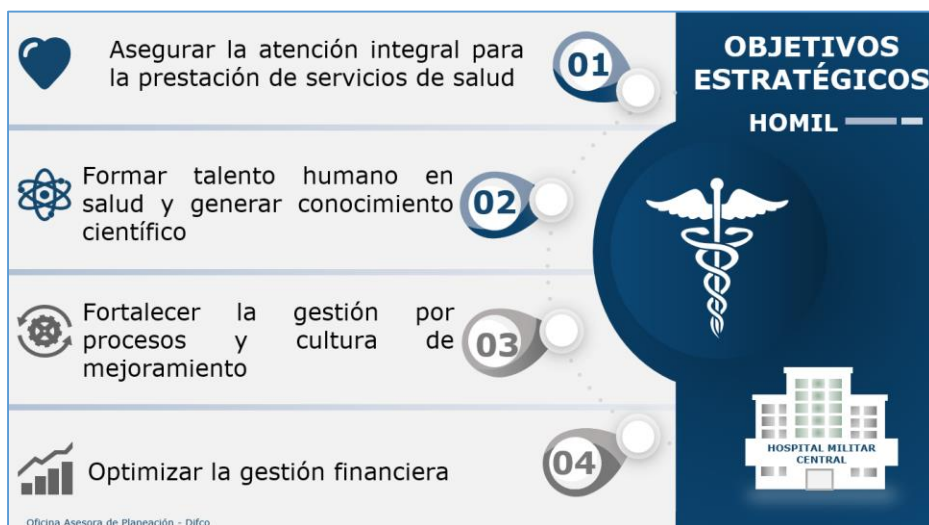 Asegurar la atención integral para
la prestación de servicios de salud
01
Formar talento humano en
salud y generar conocimiento
científico
02
Fortalecer la gestión por
procesos y cultura de
mejoramiento
03
Optimizar la gestión financiera
04
OBJETIVOS
ESTRATÉGICOS
HOMIL
HOSPITAL MILITAR
CENTRAL
Oficina Asesora de Planeación - Difco